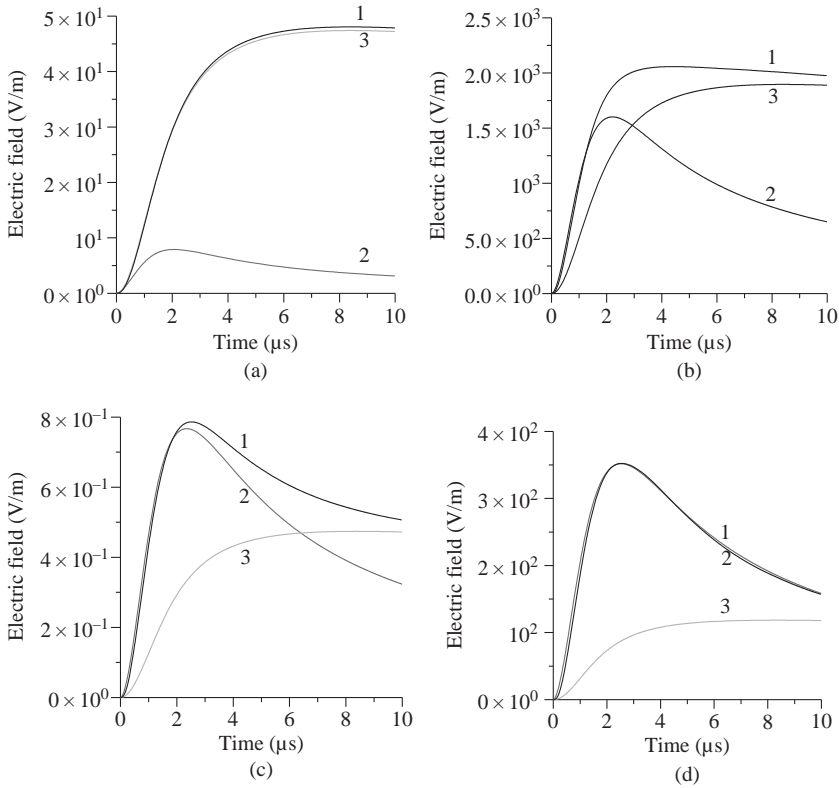 5 × 10¹
4 × 10¹
3 × 10¹
2 × 10¹
10¹
0 × 10⁰
Electric field (V/m)
1
3
2
0 2 4 6 8 10
Time (µs)
(a)
2.5 × 10³
2.0 × 10³
1.5 × 10³
10³
5.0 × 10²
0.0 × 10⁰
Electric field (V/m)
1
3
2
0 2 4 6 8 10
Time (µs)
(b)
8 × 10⁻¹
6 × 10⁻¹
4 × 10⁻¹
2 × 10⁻¹
0 × 10⁰
Electric field (V/m)
1
2
3
0 2 4 6 8 10
Time (µs)
(c)
4 × 10²
3 × 10²
2 × 10²
10²
0 × 10⁰
Electric field (V/m)
1
2
3
0 2 4 6 8 10
Time (µs)
(d)